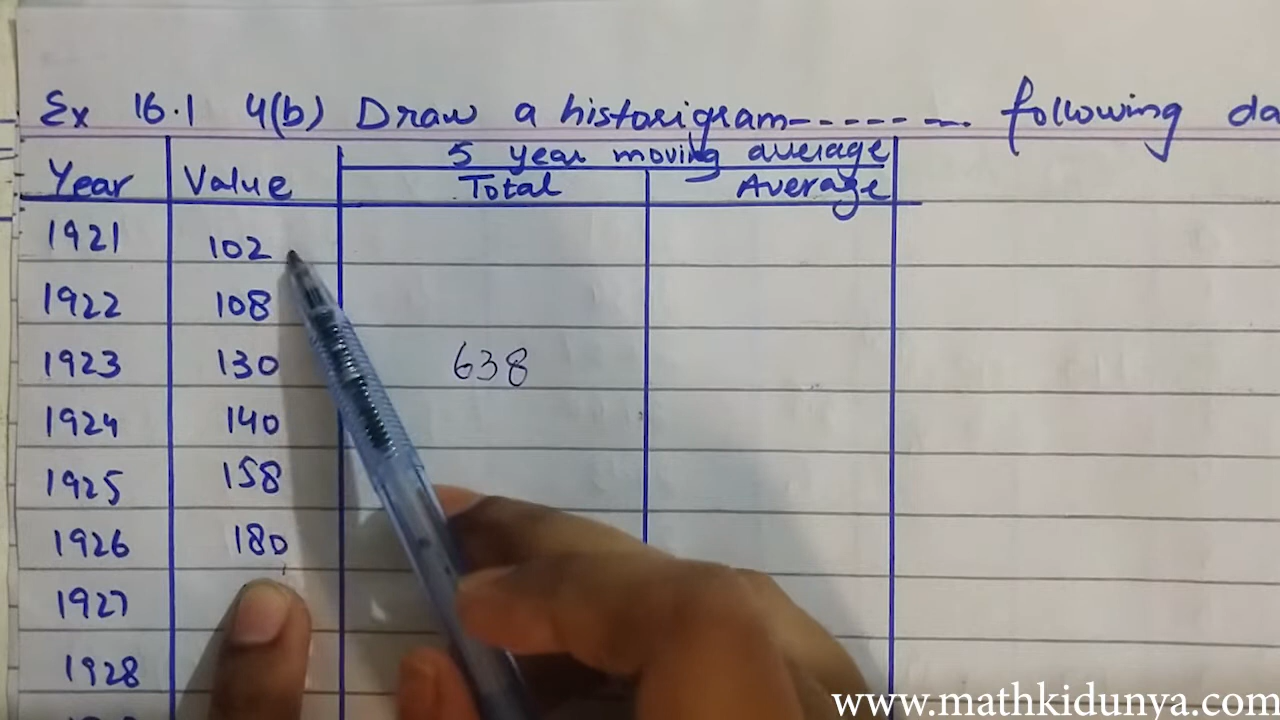 Ex 16.1 4(b) Draw a historigram------- following da
5 year moving average
Year Value Total Average
1921 102
1922 108
1923 130 638
1924 140
1925 158
1926 180
1927
1928
www.mathkidunya.com